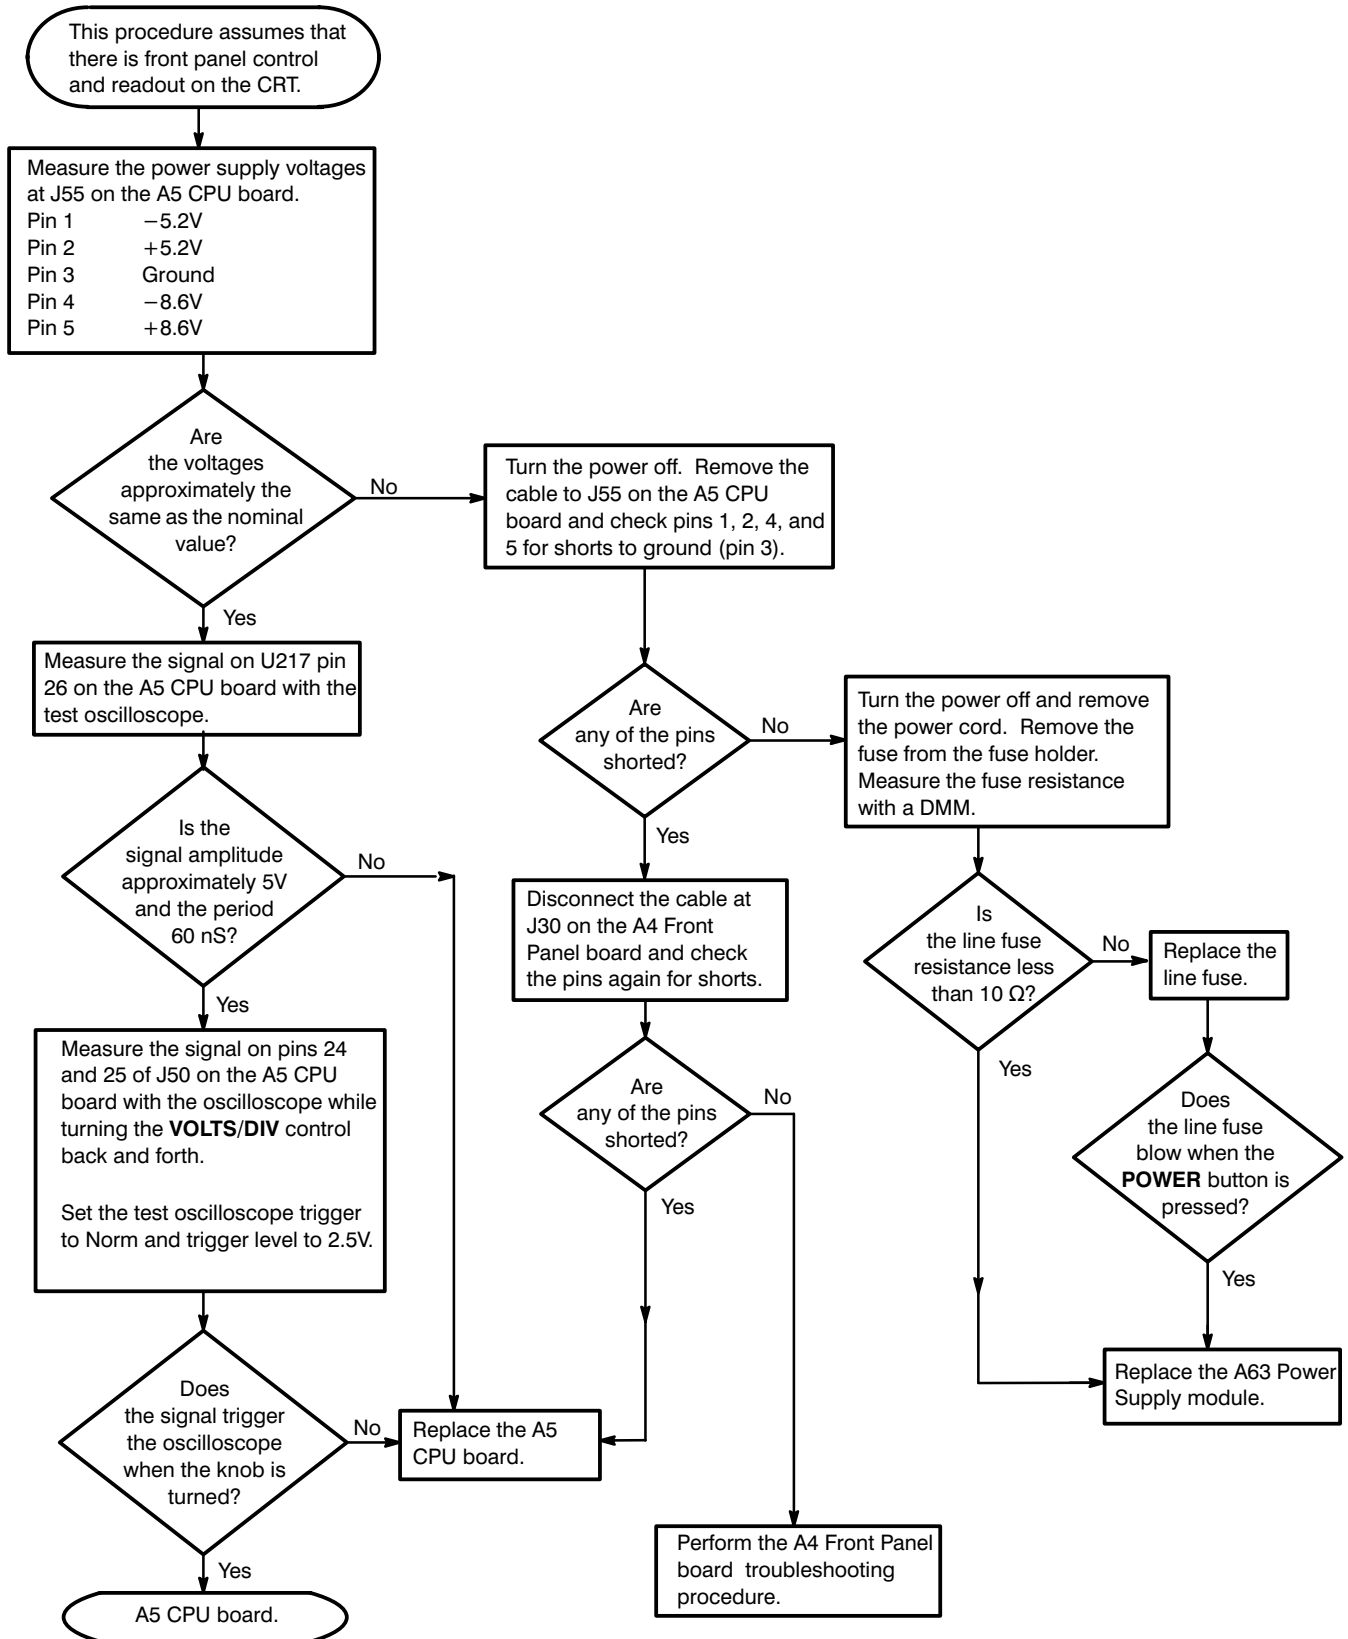 This procedure assumes that
there is front panel control
and readout on the CRT.
Measure the power supply voltages
at J55 on the A5 CPU board.
Pin 1 −5.2V
Pin 2 +5.2V
Pin 3 Ground
Pin 4 −8.6V
Pin 5 +8.6V
Are
the voltages
approximately the
same as the nominal
value?
No
Yes
Turn the power off. Remove the
cable to J55 on the A5 CPU
board and check pins 1, 2, 4, and
5 for shorts to ground (pin 3).
Measure the signal on U217 pin
26 on the A5 CPU board with the
test oscilloscope.
Are
any of the pins
shorted?
No
Yes
Turn the power off and remove
the power cord. Remove the
fuse from the fuse holder.
Measure the fuse resistance
with a DMM.
Is the
signal amplitude
approximately 5V
and the period
60 nS?
No
Yes
Disconnect the cable at
J30 on the A4 Front
Panel board and check
the pins again for shorts.
Is
the line fuse
resistance less
than 10 Ω?
No
Yes
Replace the
line fuse.
Measure the signal on pins 24
and 25 of J50 on the A5 CPU
board with the oscilloscope while
turning the VOLTS/DIV control
back and forth.
Set the test oscilloscope trigger
to Norm and trigger level to 2.5V.
Are
any of the pins
shorted?
No
Yes
Does
the line fuse
blow when the
POWER button is
pressed?
Yes
Does
the signal trigger
the oscilloscope
when the knob is
turned?
No
Yes
Replace the A5
CPU board.
Replace the A63 Power
Supply module.
Perform the A4 Front Panel
board troubleshooting
procedure.
A5 CPU board.